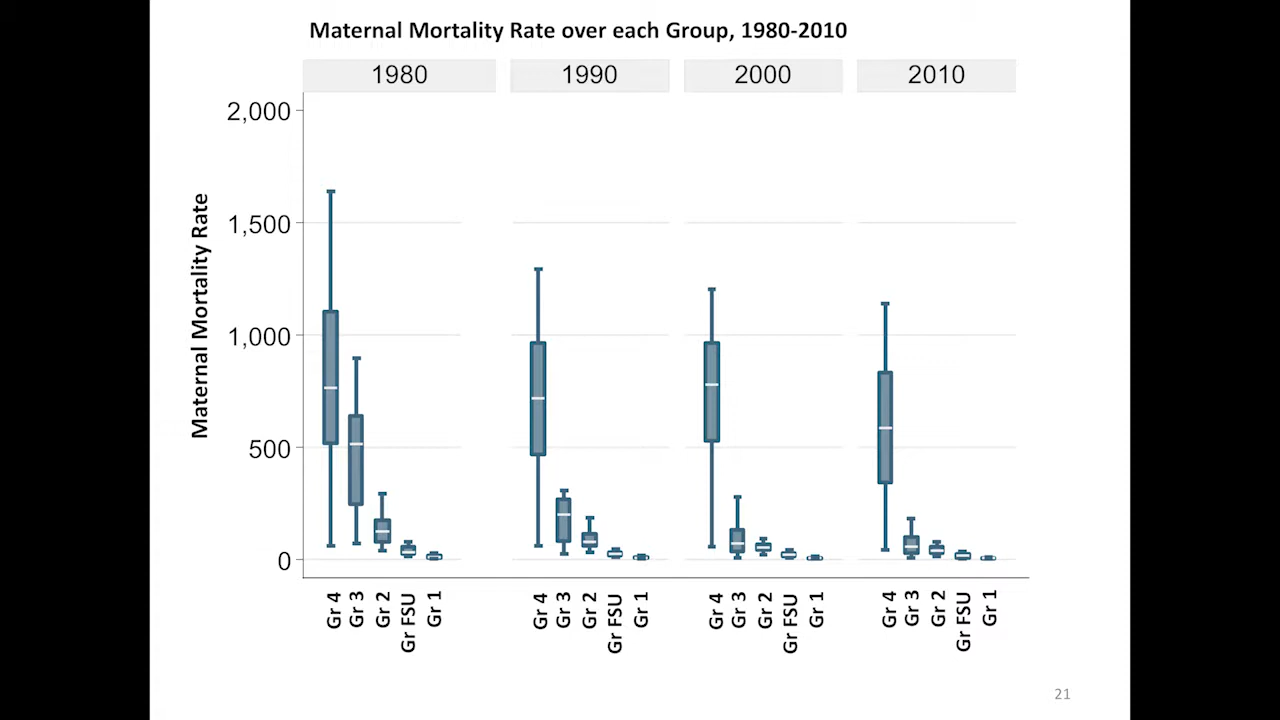 Maternal Mortality Rate over each Group, 1980-2010
1980 1990 2000 2010
2,000
1,500
1,000
500
0
Maternal Mortality Rate
Gr 4 Gr 3 Gr 2 Gr FSU Gr 1 Gr 4 Gr 3 Gr 2 Gr FSU Gr 1 Gr 4 Gr 3 Gr 2 Gr FSU Gr 1 Gr 4 Gr 3 Gr 2 Gr FSU Gr 1
21